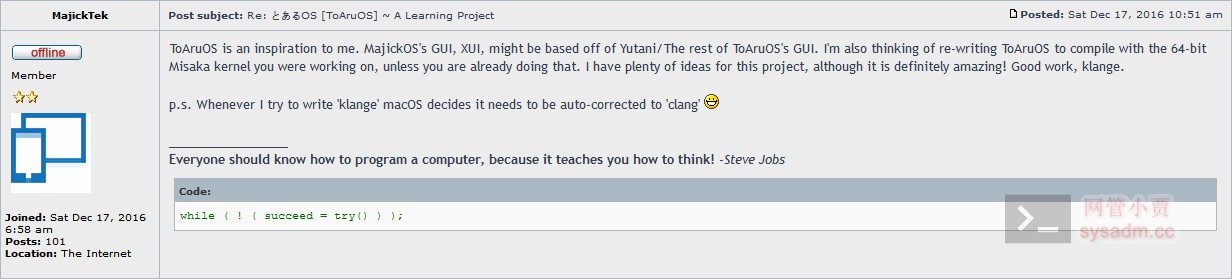 MajickTek
Post subject: Re: とあるOS [ToAruOS] ~ A Learning Project
Posted: Sat Dec 17, 2016 10:51 am
offline
Member
Joined: Sat Dec 17, 2016
6:58 am
Posts: 101
Location: The Internet
ToAruOS is an inspiration to me. MajickOS's GUI, XUI, might be based off of Yutani/The rest of ToAruOS's GUI. I'm also thinking of re-writing ToAruOS to compile with the 64-bit
Misaka kernel you were working on, unless you are already doing that. I have plenty of ideas for this project, although it is definitely amazing! Good work, klange.
p.s. Whenever I try to write 'klange' macOS decides it needs to be auto-corrected to 'clang'
_________________
Everyone should know how to program a computer, because it teaches you how to think! -Steve Jobs
Code:
while ( ! ( succeed = try() ) );
网管小贾
sysadm.cc